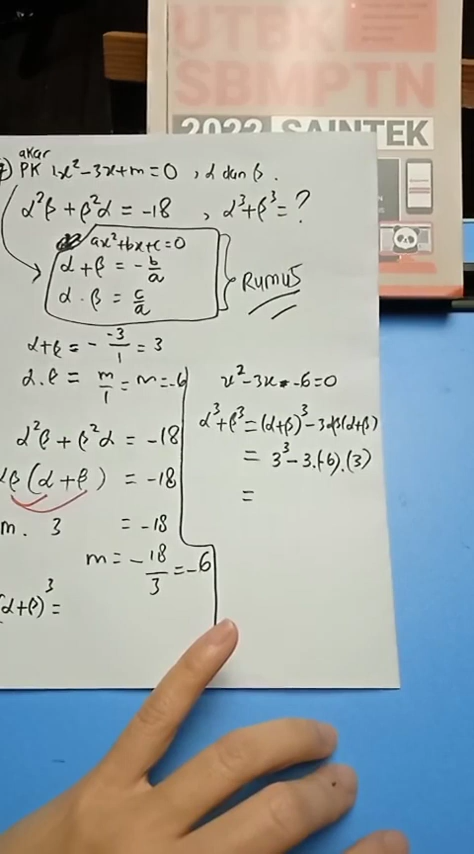 UTBK
SBMPTN
2022 SAINTEK
akar
PK 1x²-3x+m=0 , α dan β.
α²β + β²α = -18 , α³+β³=?
ax²+bx+c=0
α + β = - b/a
α . β = c/a
Rumus
α+β = - -3/1 = 3
α.β = m/1 = m = -6
α²β + β²α = -18
β(α + β) = -18
m. 3 = -18
m = - 18/3 = -6
(α+β)³ =
x²-3x -6=0
α³+β³ = (α+β)³-3αβ(α+β)
= 3³-3.(-6).(3)
=